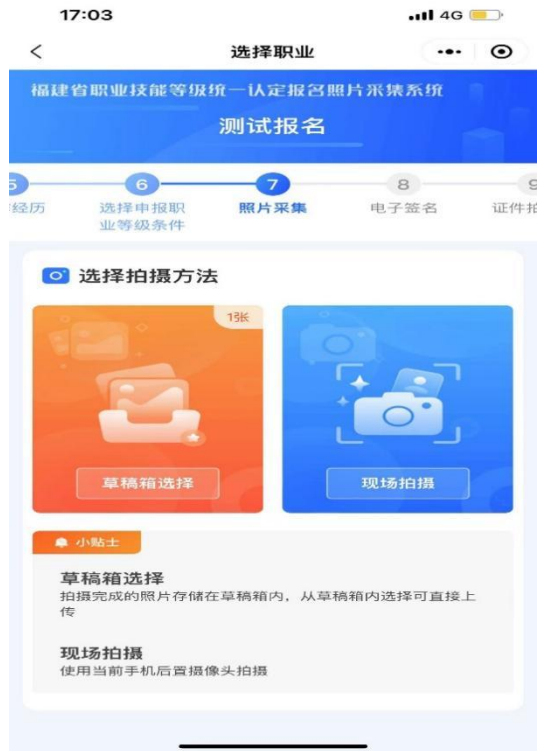 17:03
4G
选择职业
福建省职业技能等级统一认定报名照片采集系统
测试报名
5
6
7
8
9
经历
选择申报职
业等级条件
照片采集
电子签名
证件拍
选择拍摄方法
1张
草稿箱选择
现场拍摄
小贴士
草稿箱选择
拍摄完成的照片存储在草稿箱内，从草稿箱内选择可直接上
传
现场拍摄
使用当前手机后置摄像头拍摄